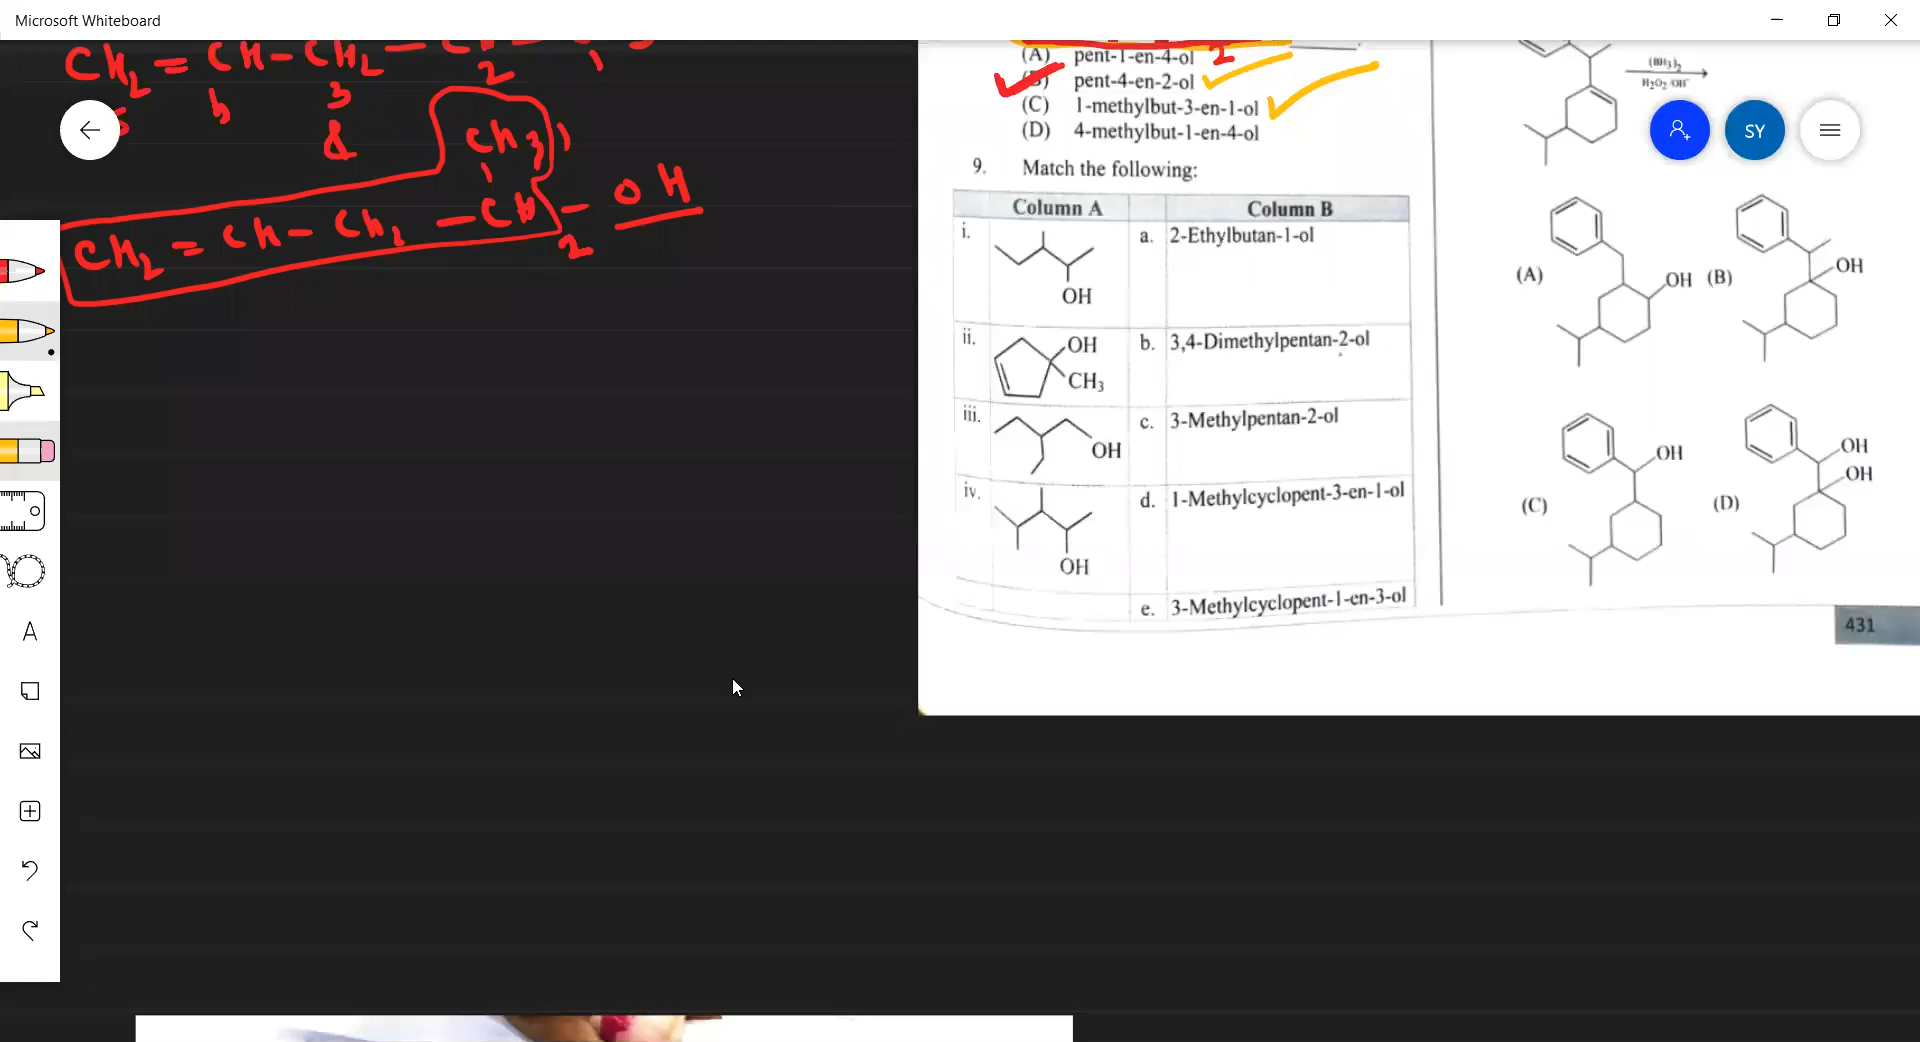 Microsoft Whiteboard
CH2 = CH - CH2 -
2
3
CH3
CH2 = CH - CH2 - CH - OH
2
(A) pent-1-en-4-ol
pent-4-en-2-ol
(C) 1-methylbut-3-en-1-ol
(D) 4-methylbut-1-en-4-ol
9. Match the following:
Column A Column B
i. OH a. 2-Ethylbutan-1-ol
ii. OH CH3 b. 3,4-Dimethylpentan-2-ol
iii. OH c. 3-Methylpentan-2-ol
iv. OH d. 1-Methylcyclopent-3-en-1-ol
e. 3-Methylcyclopent-1-en-3-ol
(BH3)2
H2O2/OH-
SY
(A) OH (B) OH
(C) OH (D) OH OH
431
A